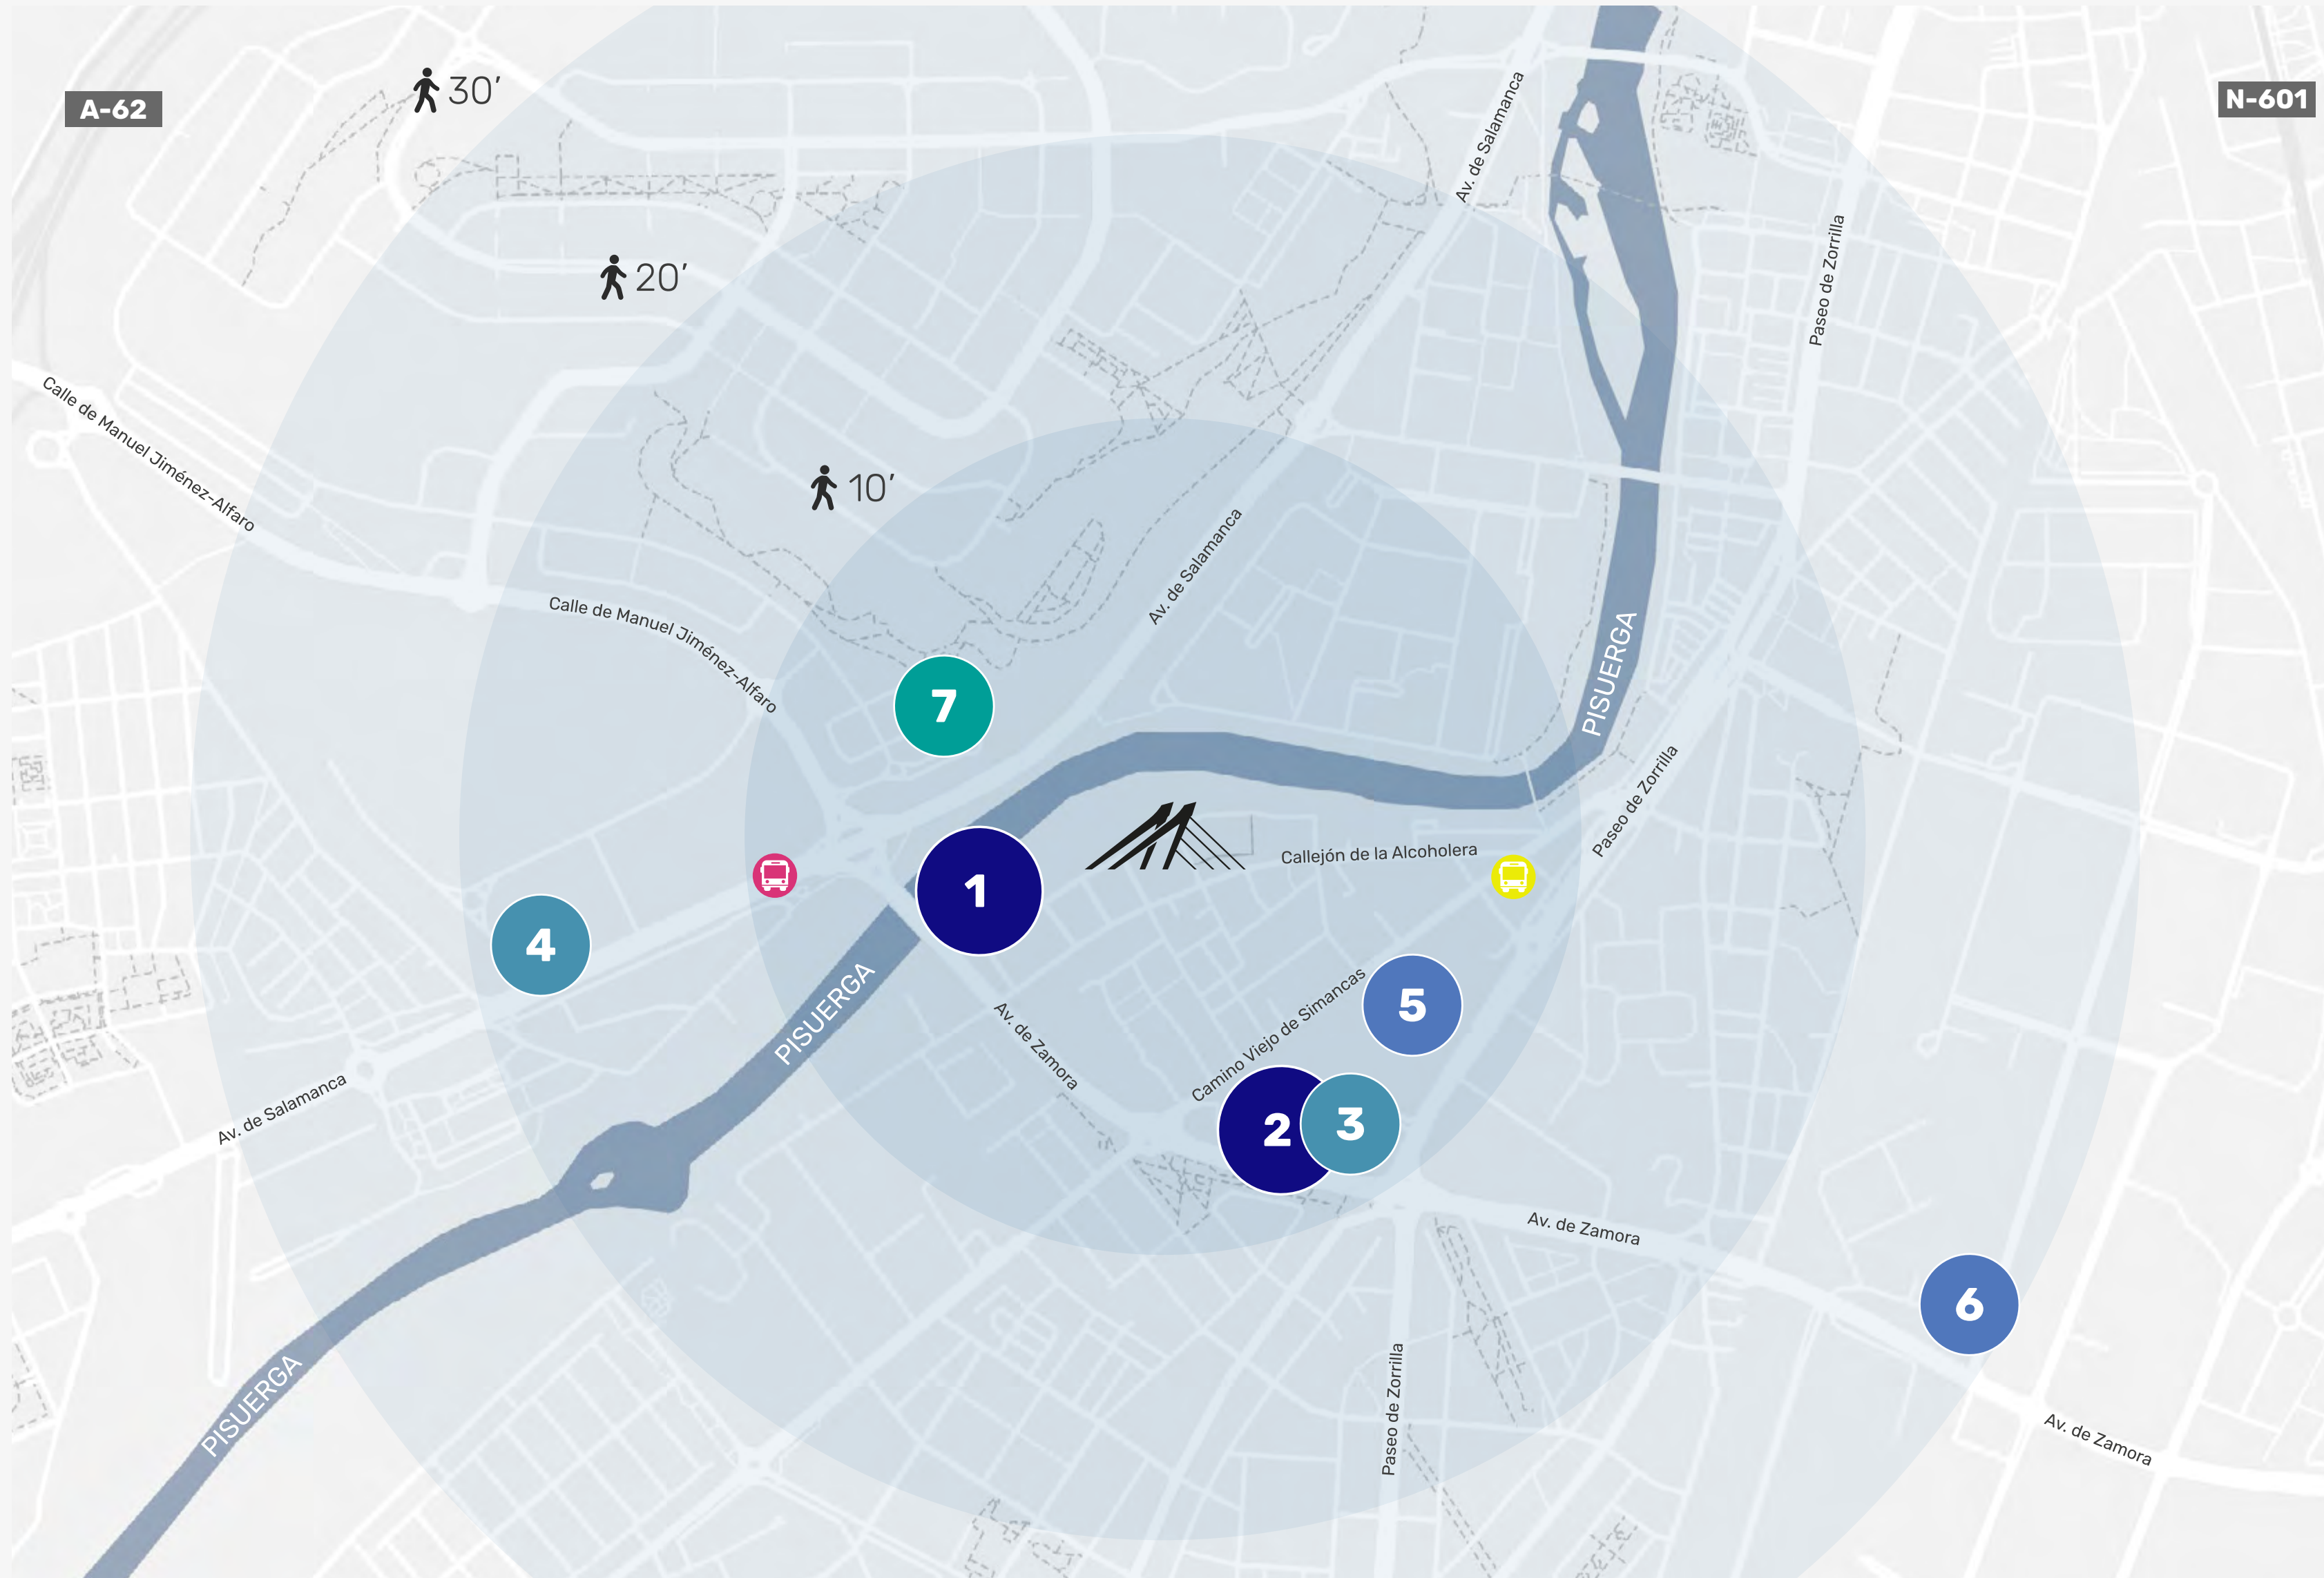 A-62
30’
N-601
Av. de Salamanca
20’
Paseo de Zorrilla
Calle de Manuel Jiménez-Alfaro
10’
Av. de Salamanca
Calle de Manuel Jiménez-Alfaro
PISUERGA
7
Paseo de Zorrilla
1
Callejón de la Alcoholera
4
PISUERGA
5
Camino Viejo de Simancas
Av. de Zamora
Av. de Salamanca
2
3
Av. de Zamora
6
PISUERGA
Paseo de Zorrilla
Av. de Zamora